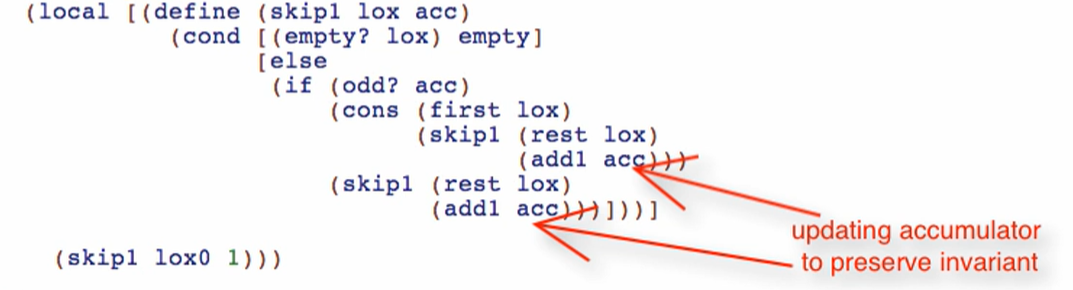 (local [(define (skip1 lox acc)
(cond [(empty? lox) empty]
[else
(if (odd? acc)
(cons (first lox)
(skip1 (rest lox)
(add1 acc)))
(skip1 (rest lox)
(add1 acc)))]))]
updating accumulator
to preserve invariant
(skip1 lox0 1)))